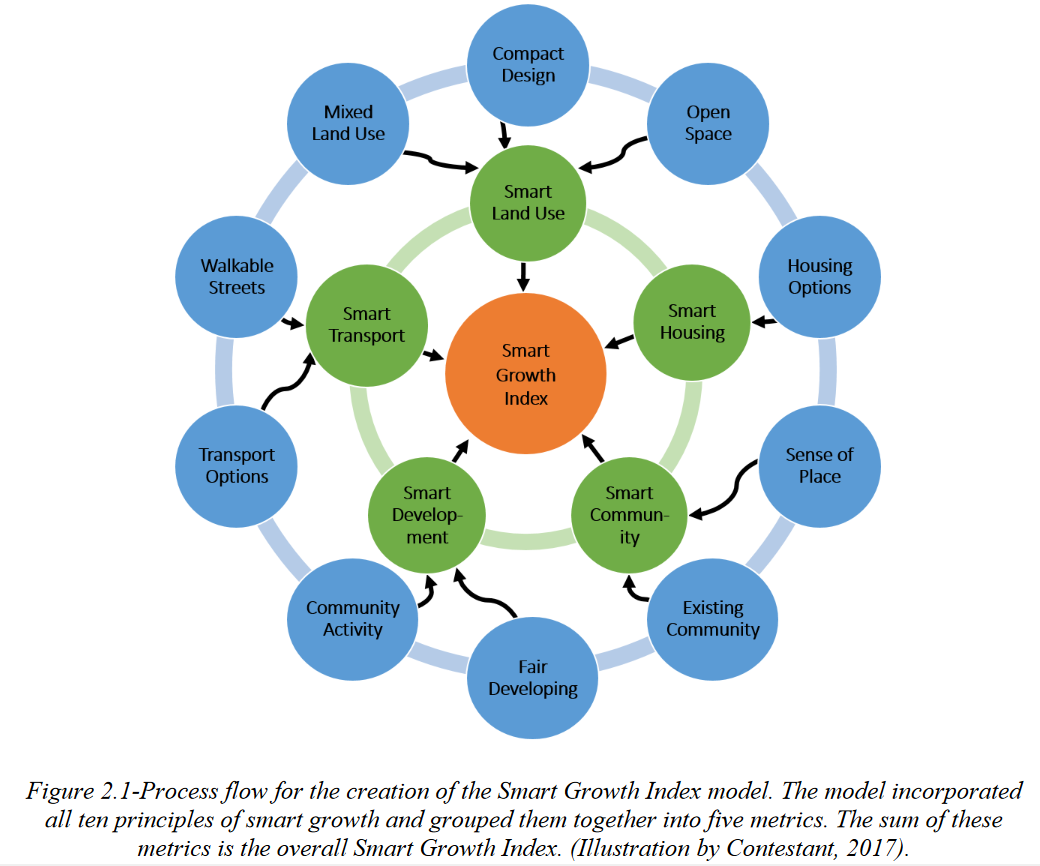 Compact
Design
Mixed
Land Use
Open
Space
Smart
Land Use
Walkable
Streets
Housing
Options
Smart
Transport
Smart
Housing
Smart
Growth
Index
Transport
Options
Sense of
Place
Smart
Develop-
ment
Smart
Commun-
ity
Community
Activity
Existing
Community
Fair
Developing
Figure 2.1-Process flow for the creation of the Smart Growth Index model. The model incorporated
all ten principles of smart growth and grouped them together into five metrics. The sum of these
metrics is the overall Smart Growth Index. (Illustration by Contestant, 2017).